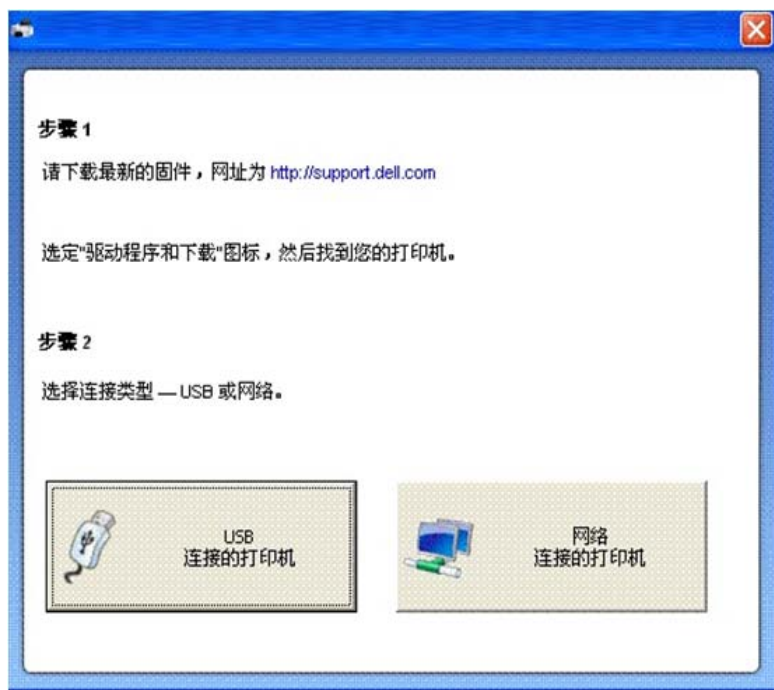 步骤 1
请下载最新的固件，网址为 http://support.dell.com
选定"驱动程序和下载"图标，然后找到您的打印机。
步骤 2
选择连接类型 — USB 或网络。
USB
连接的打印机
网络
连接的打印机